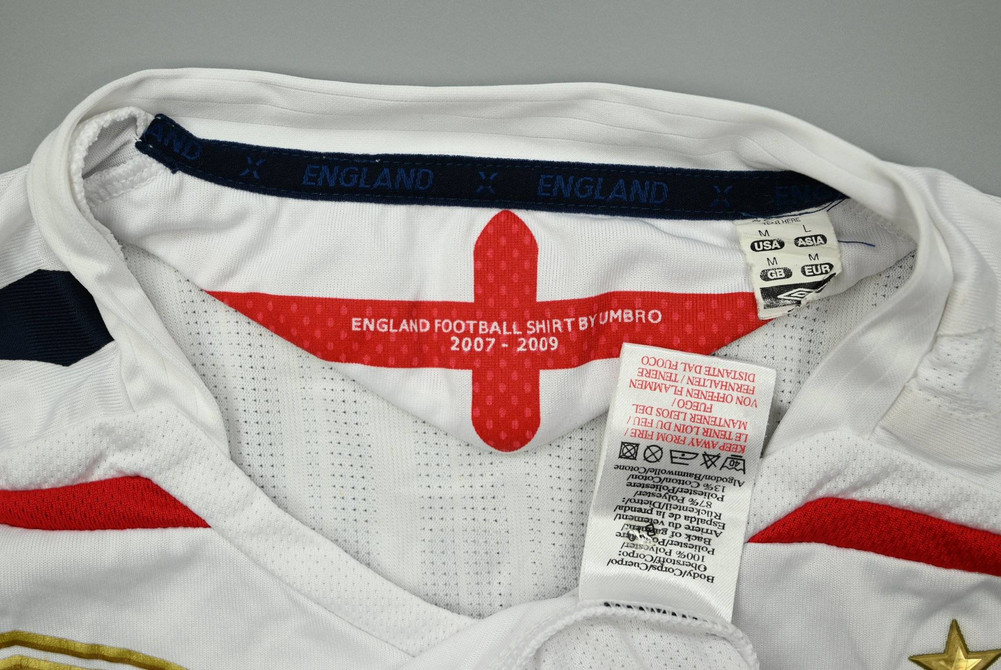 AND ENGLAND ENGLAND
ENGLAND FOOTBALL SHIRT BY UMBRO
2007 - 2009
M L
USA ASIA
M M
GB EUR
Body/Corps/Cuerpo/
Oberstoff/Corpo:
100% Polyester/
Poliester/Poliestere
Back of garment/
Arriere du vetement/
Espalda de la prenda/
Rückenteil/Dietro/:
87% Polyester/
Poliester/Poliestere
13% Cotton/Coton/
Algodon/Baumwolle/Cotone
40
KEEP AWAY FROM FIRE/
LE TENIR LOIN DU FEU /
MANTENER LEJOS DEL
FUEGO /
VON OFFENEN FLAMMEN
FERNHALTEN / TENERE
DISTANTE DAL FUOCO